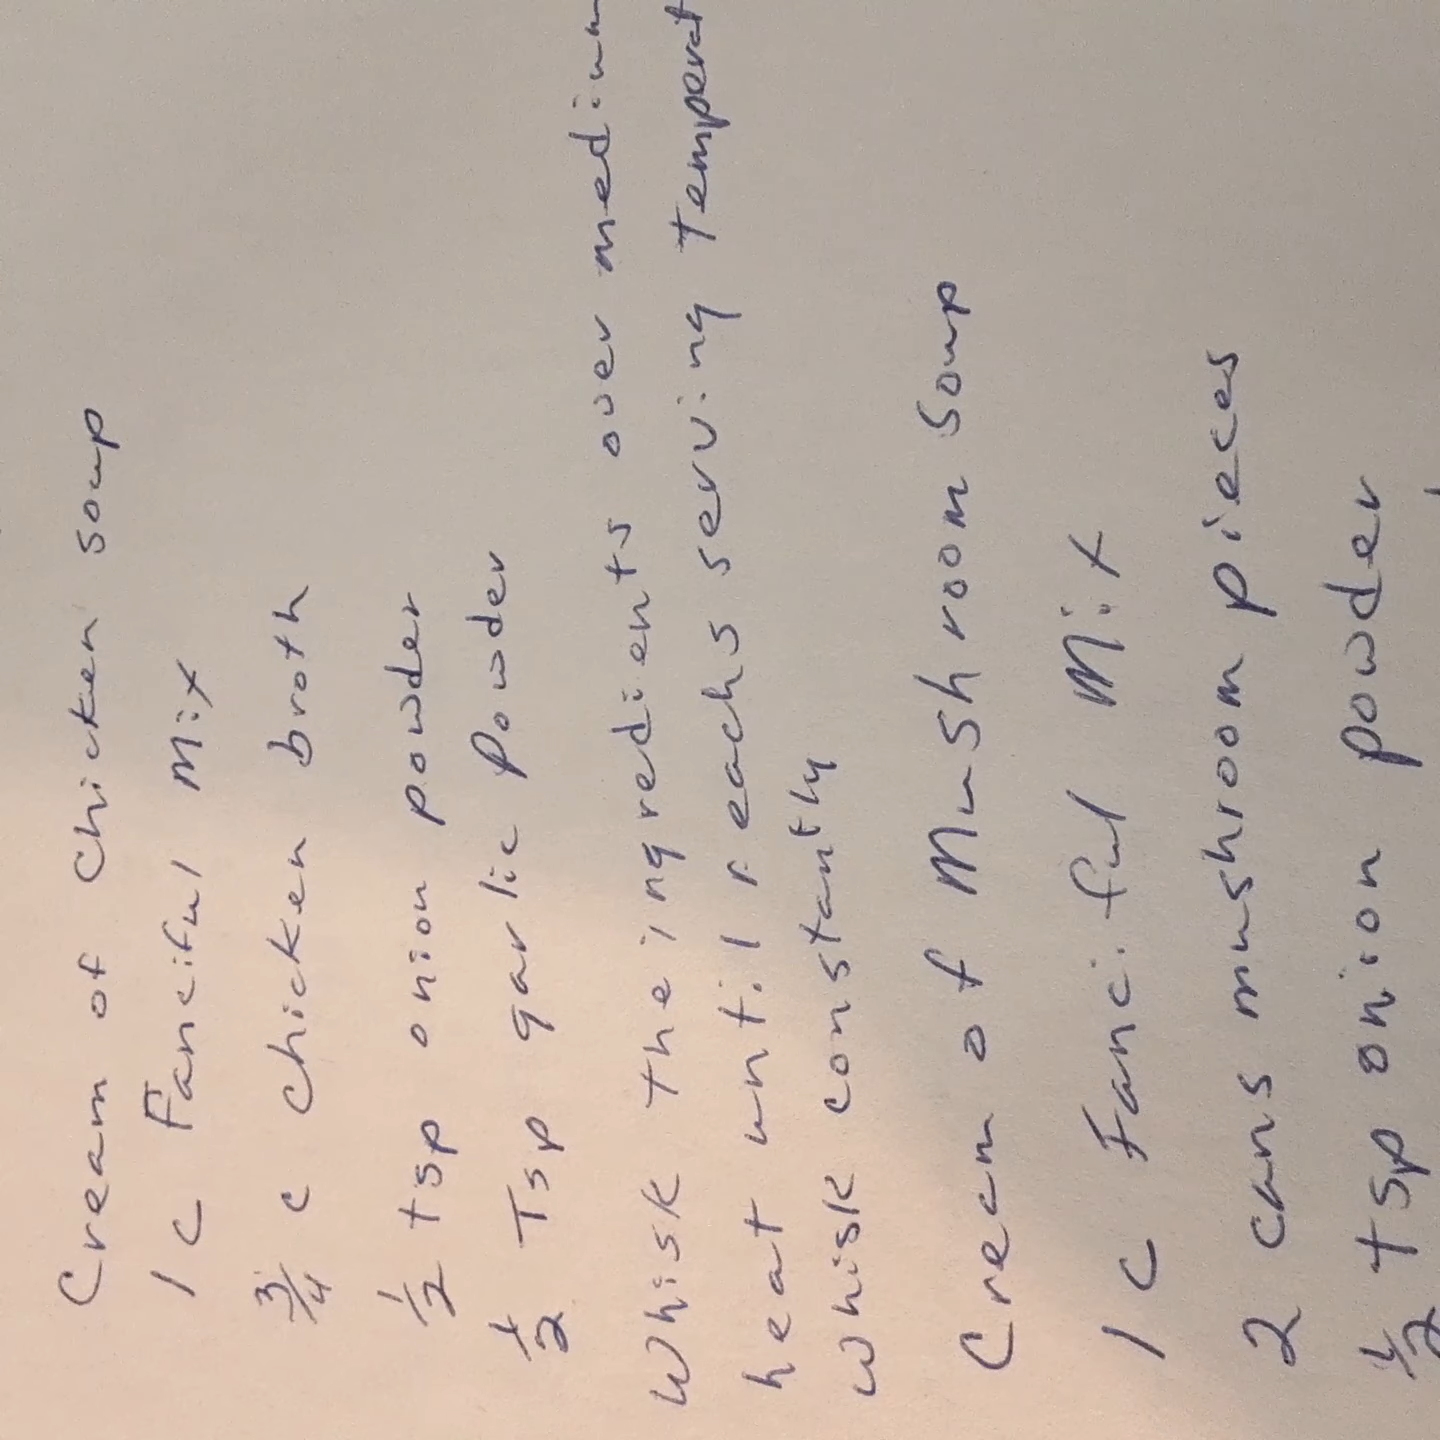 Cream of Chicken soup
1 c Fanciful Mix
3/4 c chicken broth
1/2 tsp onion powder
1/2 Tsp garlic Powder
Whisk the ingredients over medium
heat until reachs serving temperat
whisk constantly
Cream of Mushroom Soup
1 c Fanciful Mix
2 cans mushroom pieces
1/2 tsp onion powder